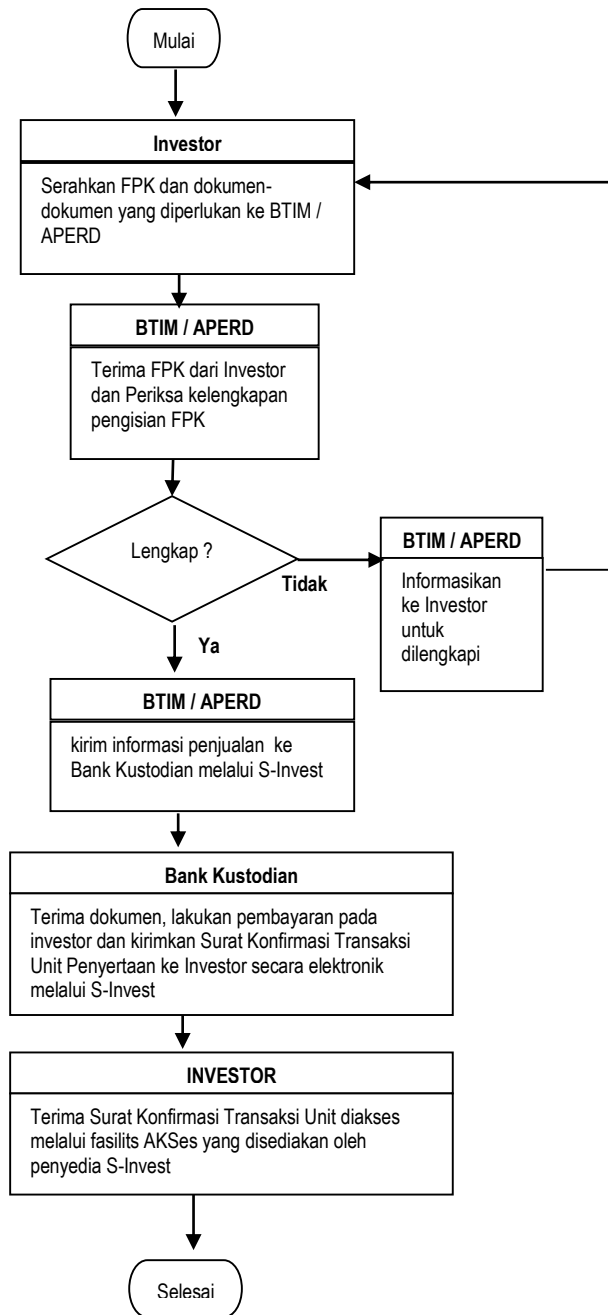 Mulai
Investor
Serahkan FPK dan dokumen-
dokumen yang diperlukan ke BTIM /
APERD
BTIM / APERD
Terima FPK dari Investor
dan Periksa kelengkapan
pengisian FPK
Lengkap ?
Tidak
BTIM / APERD
Informasikan
ke Investor
untuk
dilengkapi
Ya
BTIM / APERD
kirim informasi penjualan ke
Bank Kustodian melalui S-Invest
Bank Kustodian
Terima dokumen, lakukan pembayaran pada
investor dan kirimkan Surat Konfirmasi Transaksi
Unit Penyertaan ke Investor secara elektronik
melalui S-Invest
INVESTOR
Terima Surat Konfirmasi Transaksi Unit diakses
melalui fasilits AKSes yang disediakan oleh
penyedia S-Invest
Selesai